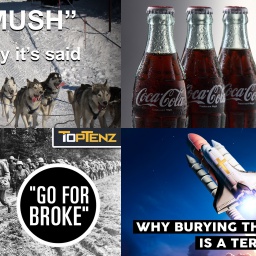 MUSH”
y it's said
Coca-Cola
Coca-Cola
Coca-Cola
TOPTENZ
"GO FOR
BROKE"
WHY BURYING TH
IS A TER